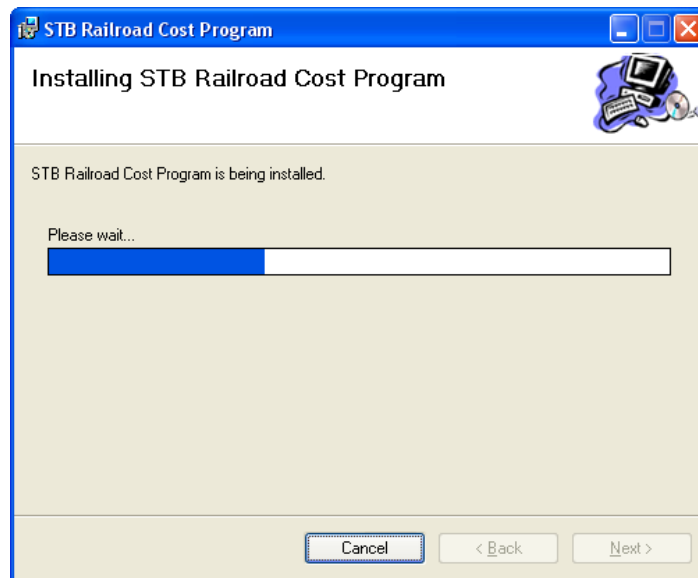 STB Railroad Cost Program
Installing STB Railroad Cost Program
STB Railroad Cost Program is being installed.
Please wait...
Cancel
< Back
Next >